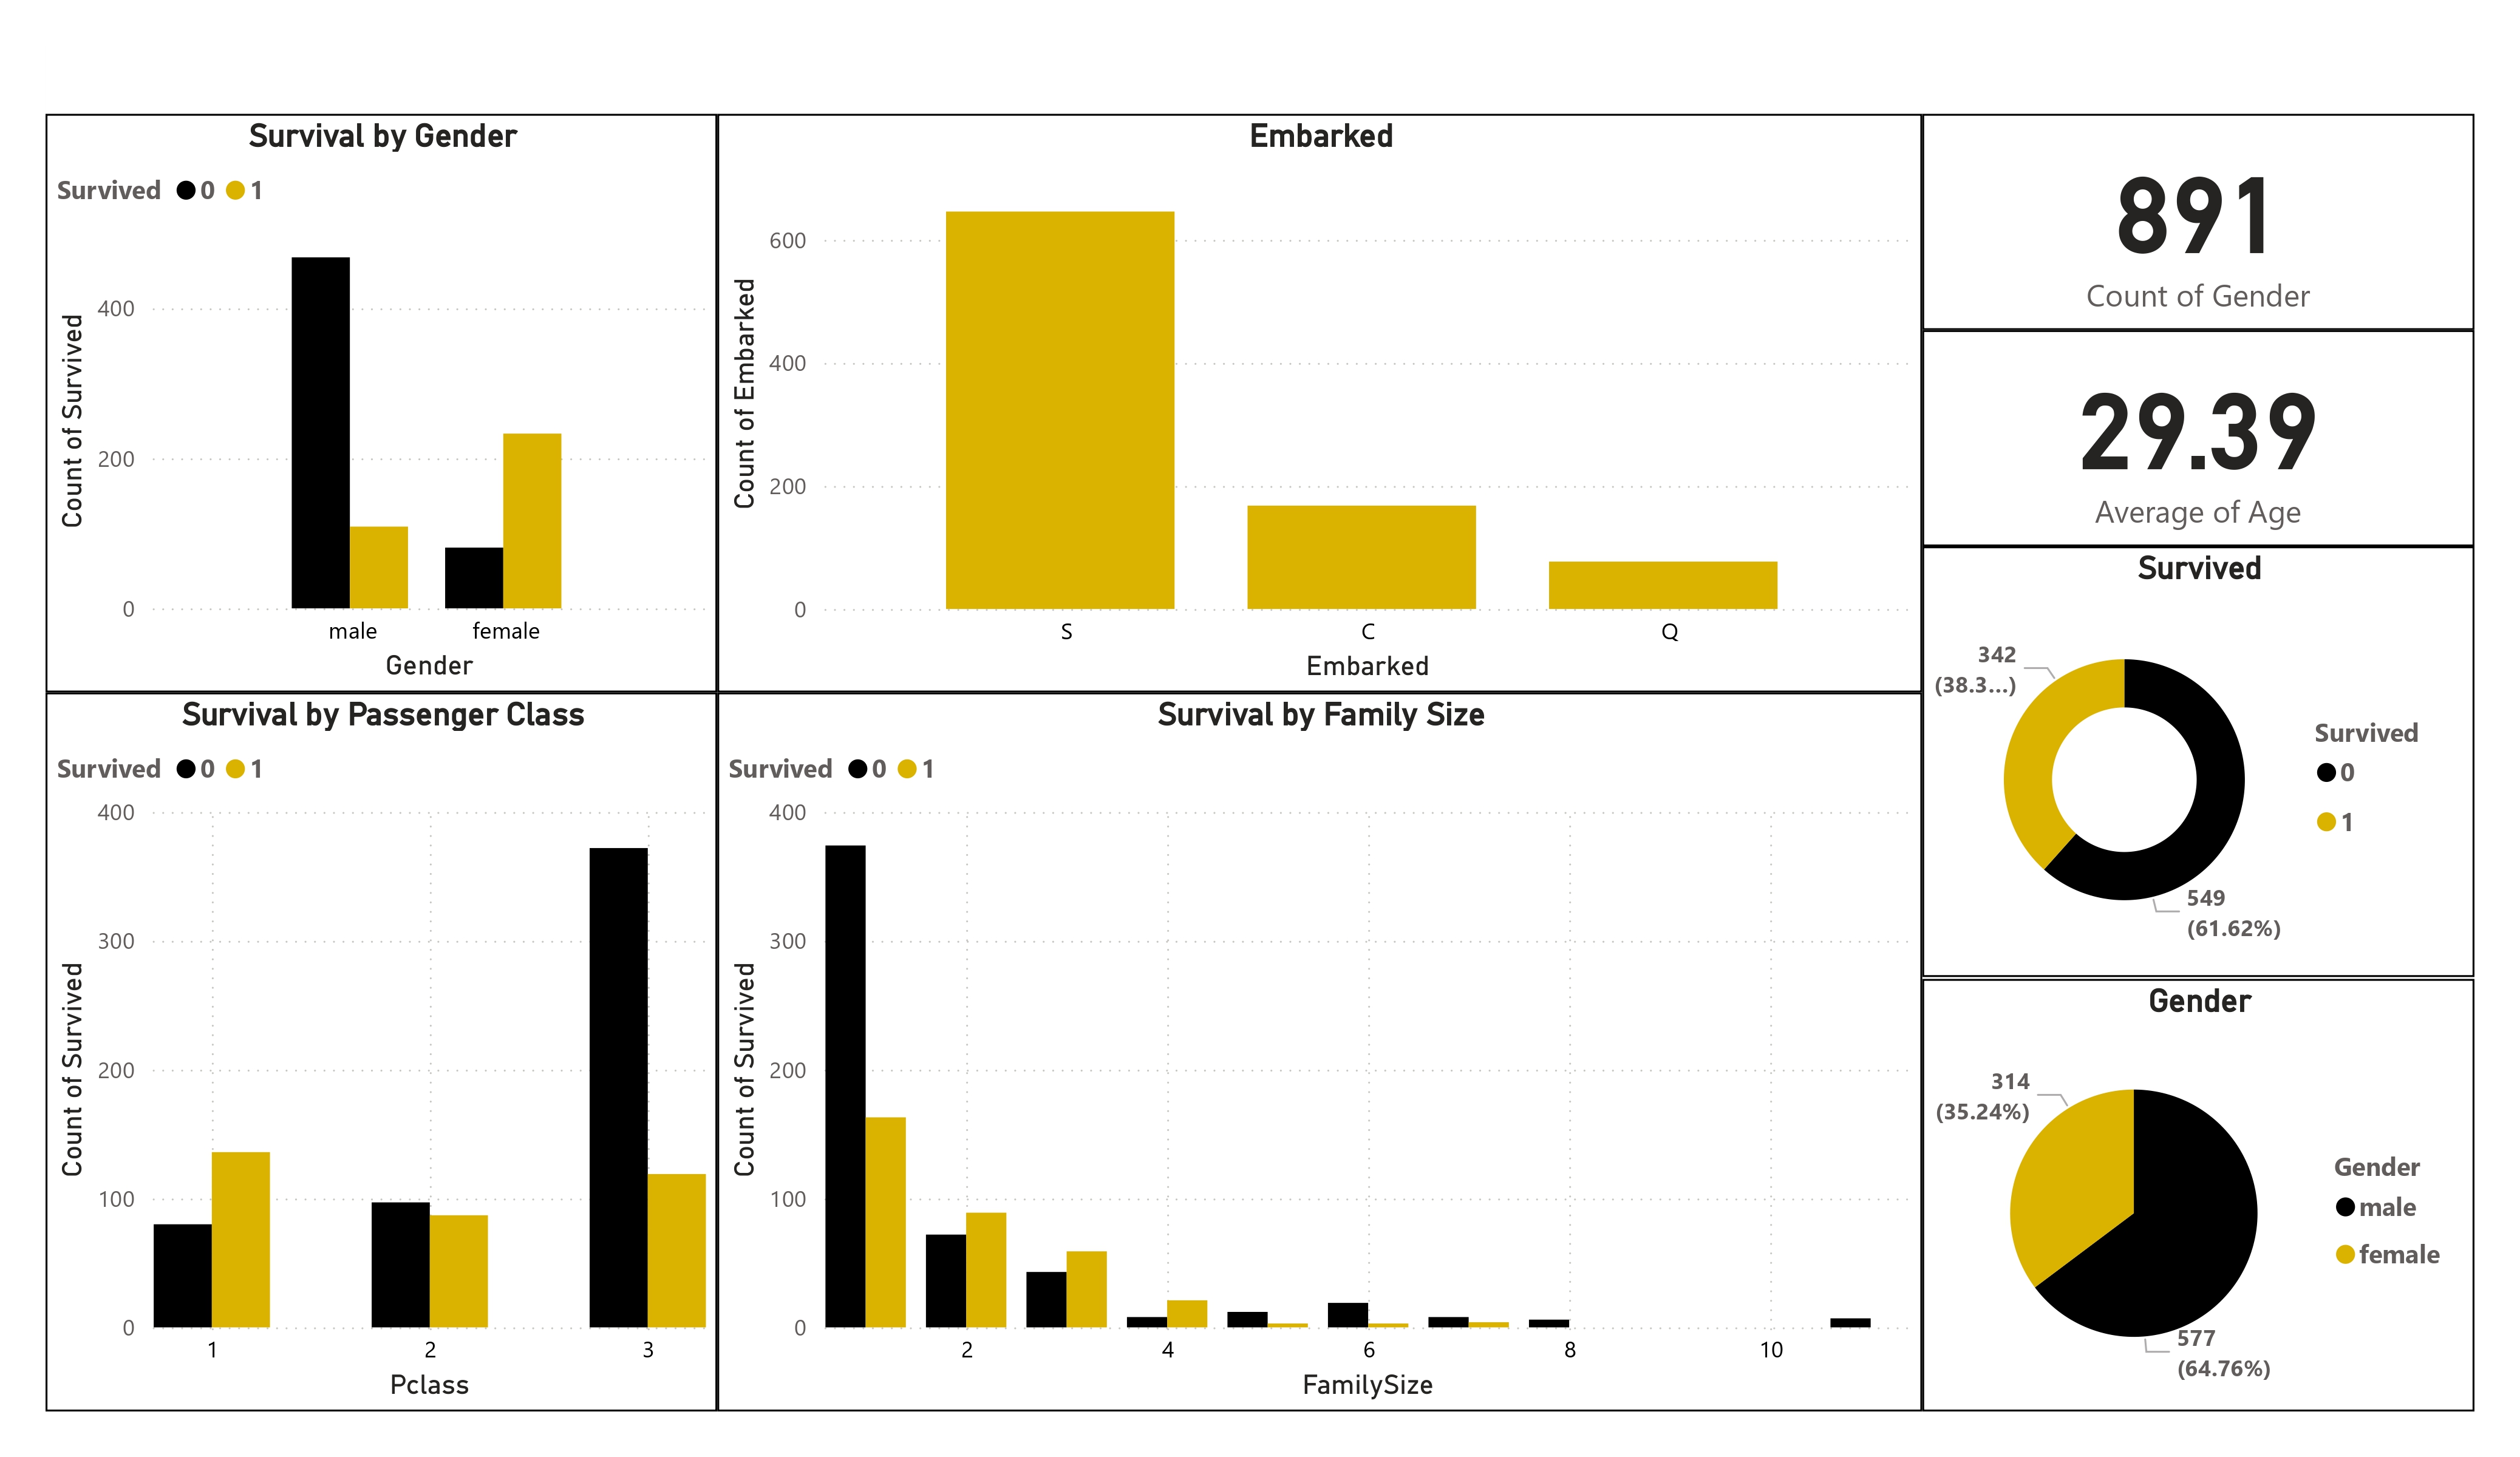 Survival by Gender
Survived 0 1
Count of Survived
400
200
0
male female
Gender
Embarked
Count of Embarked
600
400
200
0
S C Q
Embarked
891
Count of Gender
29.39
Average of Age
Survived
342
(38.3...)
549
(61.62%)
Survived
0
1
Survival by Passenger Class
Survived 0 1
Count of Survived
400
300
200
100
0
1 2 3
Pclass
Survival by Family Size
Survived 0 1
Count of Survived
400
300
200
100
0
2 4 6 8 10
FamilySize
Gender
314
(35.24%)
577
(64.76%)
Gender
male
female